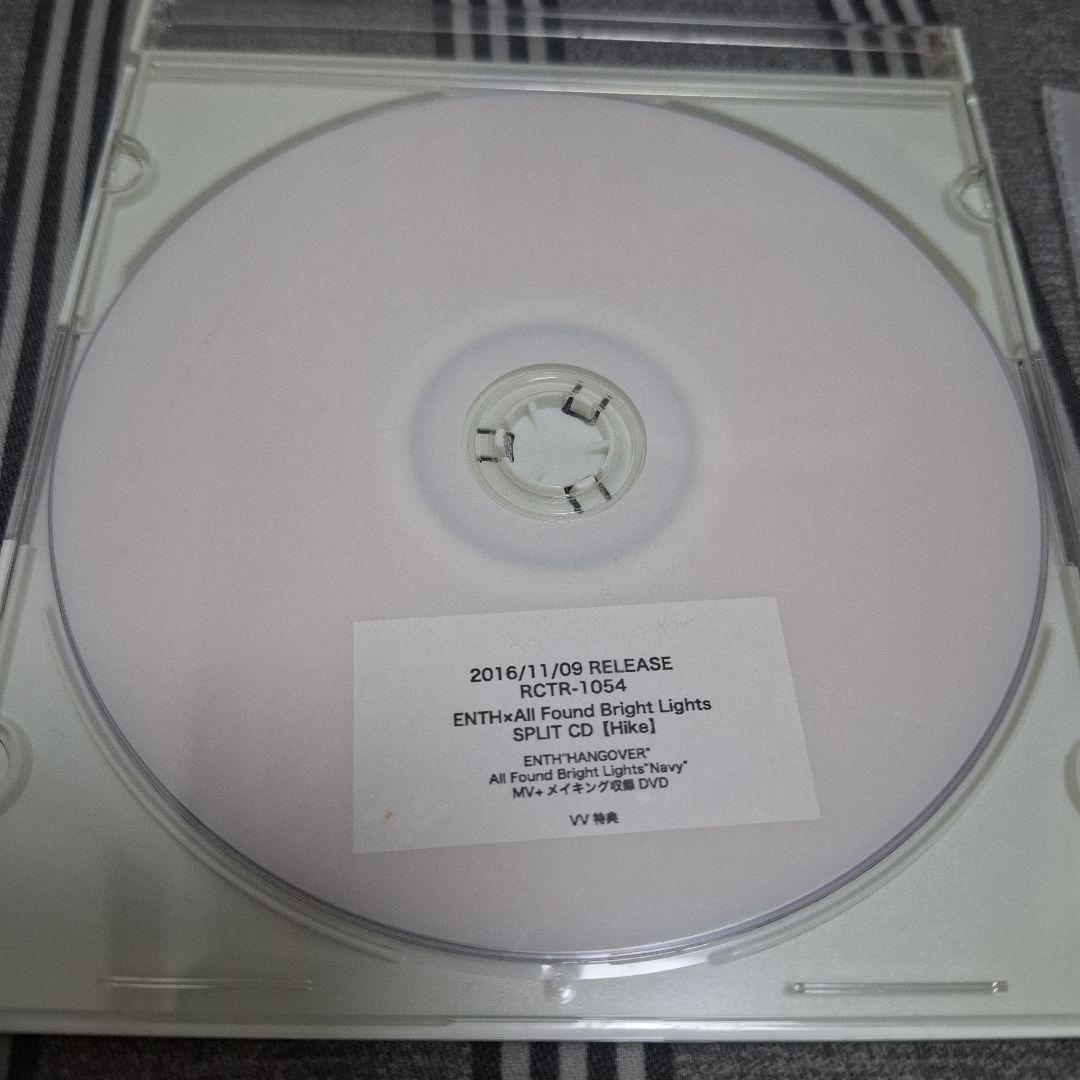 2016/11/09 RELEASE
RCTR-1054
ENTH×All Found Bright Lights
SPLIT CD【Hike】
ENTH"HANGOVER"
All Found Bright Lights"Navy"
MV+メイキング収録 DVD
VV 特典